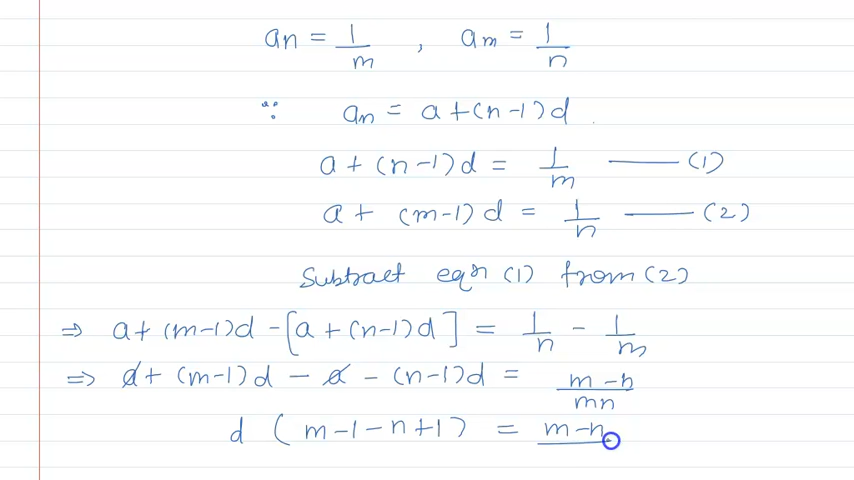 an = 1/m , am = 1/n
∵ an = a+(n-1)d
a + (n-1)d = 1/m —— (1)
a + (m-1)d = 1/n —— (2)
Subtract eqn (1) from (2)
⇒ a+(m-1)d -[a+(n-1)d] = 1/n - 1/m
⇒ a+(m-1)d - a - (n-1)d = m-n/mn
d (m-1-n+1) = m-n